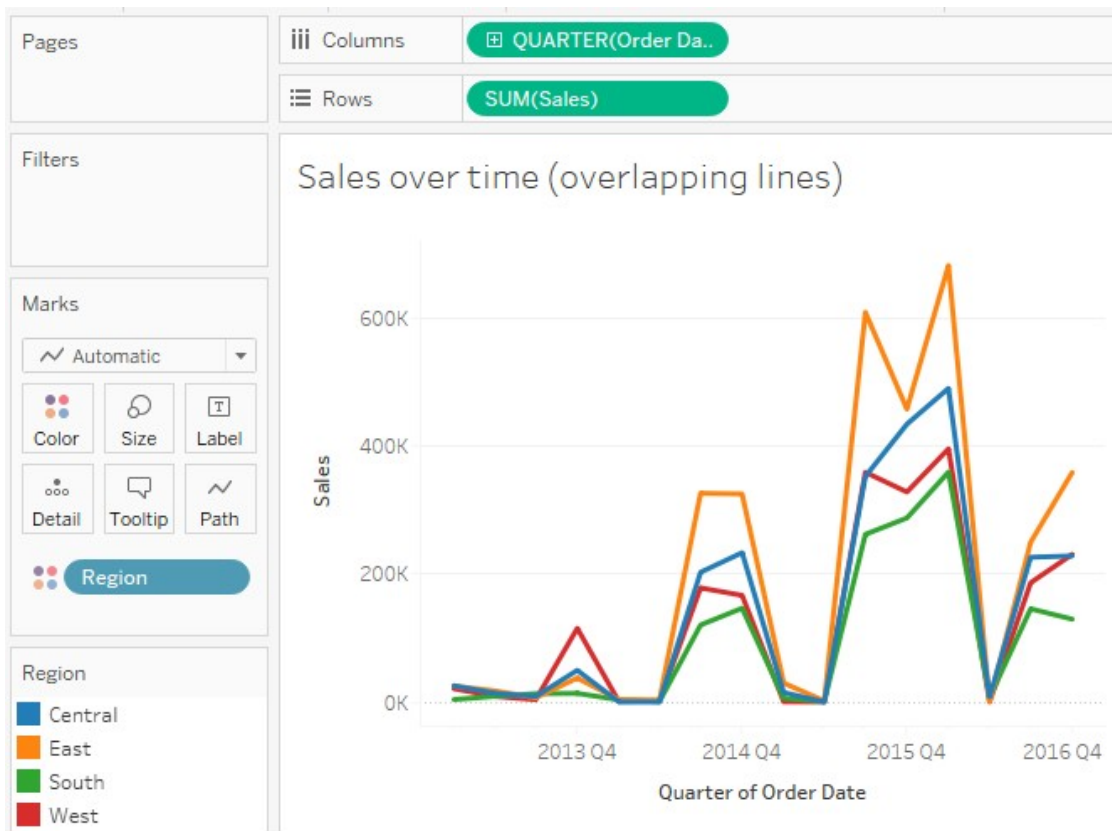 Pages
Columns
QUARTER(Order Da..
Rows
SUM(Sales)
Filters
Marks
Automatic
Color Size Label
T
Detail Tooltip Path
Region
Region
Central
East
South
West
Sales over time (overlapping lines)
600K
400K
200K
0K
Sales
2013 Q4 2014 Q4 2015 Q4 2016 Q4
Quarter of Order Date